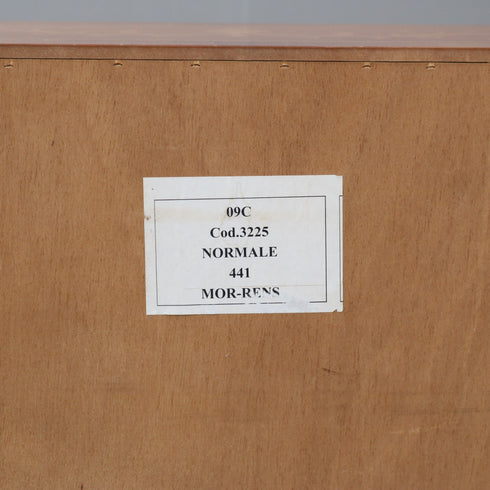 09C
Cod.3225
NORMALE
441
MOR-RENS